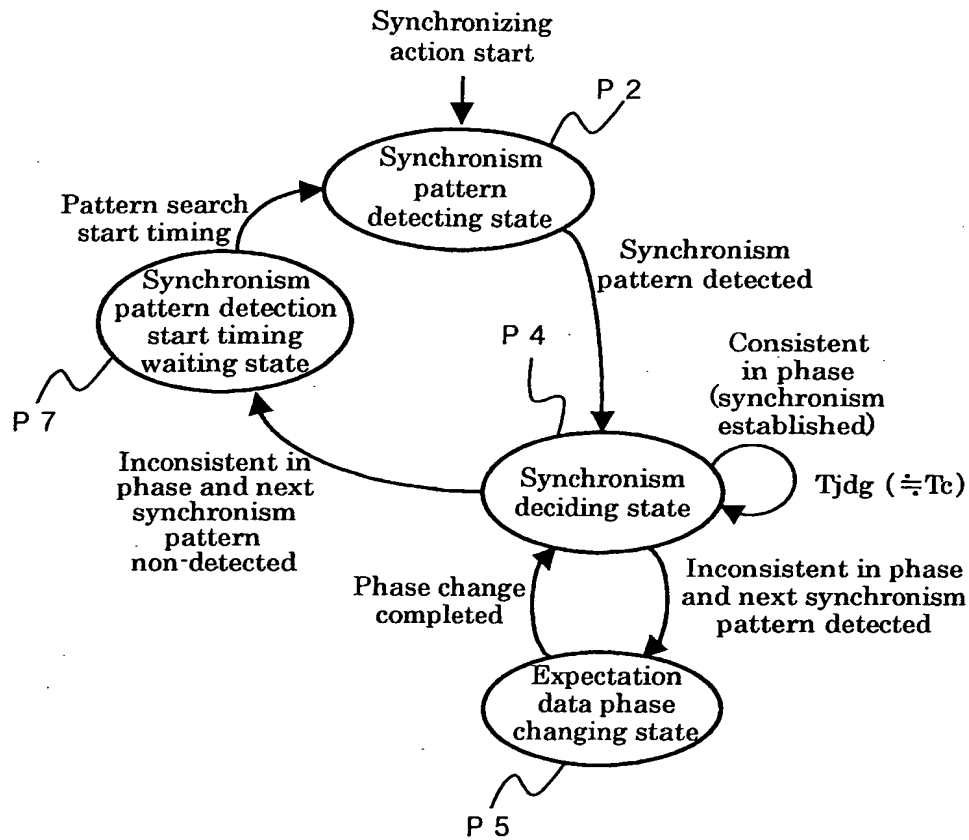 Synchronizing
action start
P 2
Synchronism
pattern
detecting state
Pattern search
start timing
Synchronism
pattern detected
Synchronism
pattern detection
start timing
waiting state
P 4
Consistent
in phase
(synchronism
established)
P 7
Synchronism
deciding state
Tjdg (≒Tc)
Inconsistent in
phase and next
synchronism
pattern
non-detected
Phase change
completed
Inconsistent in phase
and next synchronism
pattern detected
Expectation
data phase
changing state
P 5